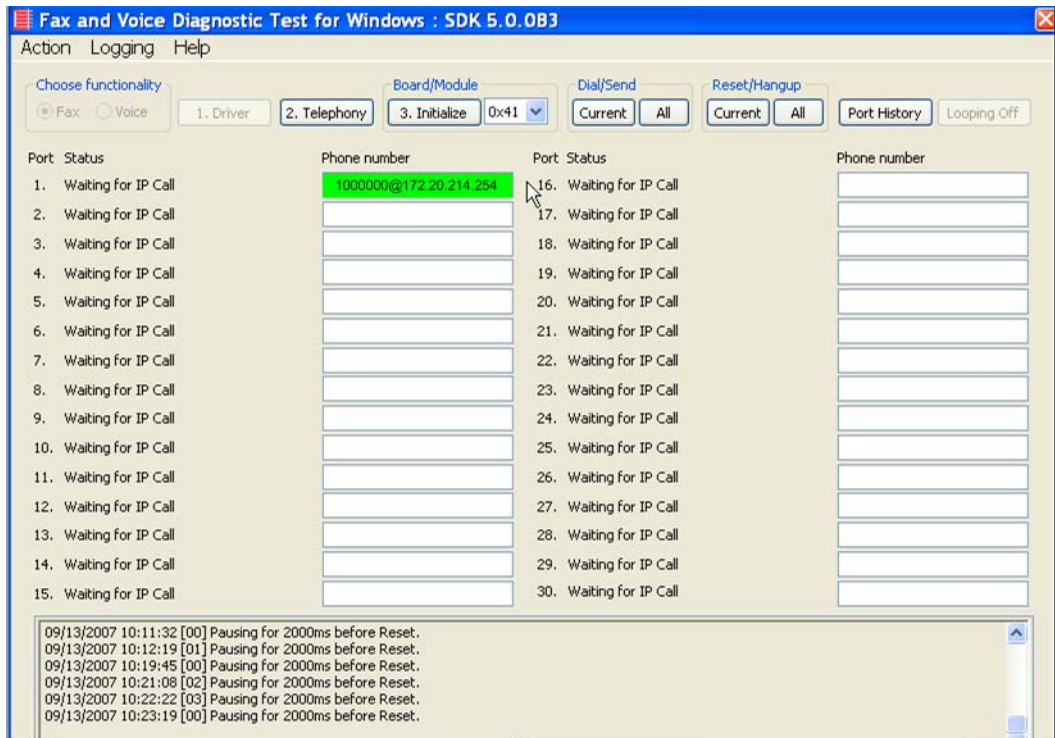 Fax and Voice Diagnostic Test for Windows : SDK 5.0.0B3
Action Logging Help
Choose functionality Board/Module Dial/Send Reset/Hangup
Fax Voice 1. Driver 2. Telephony 3. Initialize 0x41 Current All Current All Port History Looping Off
Port Status Phone number Port Status Phone number
1. Waiting for IP Call 1000000@172.20.214.254 16. Waiting for IP Call
2. Waiting for IP Call 17. Waiting for IP Call
3. Waiting for IP Call 18. Waiting for IP Call
4. Waiting for IP Call 19. Waiting for IP Call
5. Waiting for IP Call 20. Waiting for IP Call
6. Waiting for IP Call 21. Waiting for IP Call
7. Waiting for IP Call 22. Waiting for IP Call
8. Waiting for IP Call 23. Waiting for IP Call
9. Waiting for IP Call 24. Waiting for IP Call
10. Waiting for IP Call 25. Waiting for IP Call
11. Waiting for IP Call 26. Waiting for IP Call
12. Waiting for IP Call 27. Waiting for IP Call
13. Waiting for IP Call 28. Waiting for IP Call
14. Waiting for IP Call 29. Waiting for IP Call
15. Waiting for IP Call 30. Waiting for IP Call
09/13/2007 10:11:32 [00] Pausing for 2000ms before Reset.
09/13/2007 10:12:19 [01] Pausing for 2000ms before Reset.
09/13/2007 10:19:45 [00] Pausing for 2000ms before Reset.
09/13/2007 10:21:08 [02] Pausing for 2000ms before Reset.
09/13/2007 10:22:22 [03] Pausing for 2000ms before Reset.
09/13/2007 10:23:19 [00] Pausing for 2000ms before Reset.